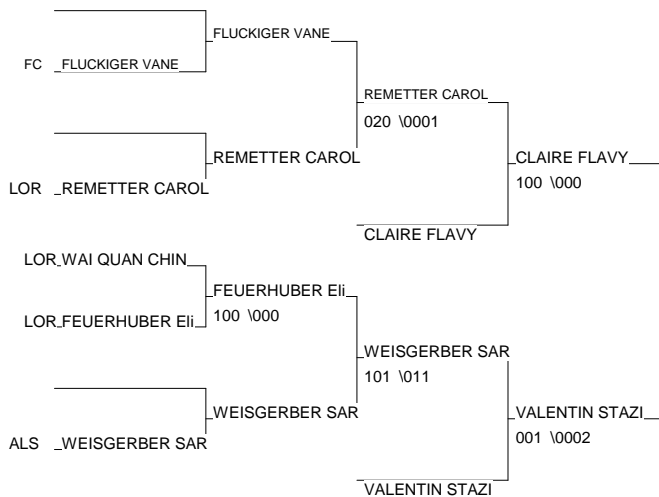 FLUCKIGER VANE
FC FLUCKIGER VANE
REMETTER CAROL
020 \0001
REMETTER CAROL
CLAIRE FLAVY
100 \000
LOR REMETTER CAROL
CLAIRE FLAVY
LOR WAI QUAN CHIN
FEUERHUBER Eli
100 \000
LOR FEUERHUBER Eli
WEISGERBER SAR
101 \011
WEISGERBER SAR
VALENTIN STAZI
001 \0002
ALS WEISGERBER SAR
VALENTIN STAZI